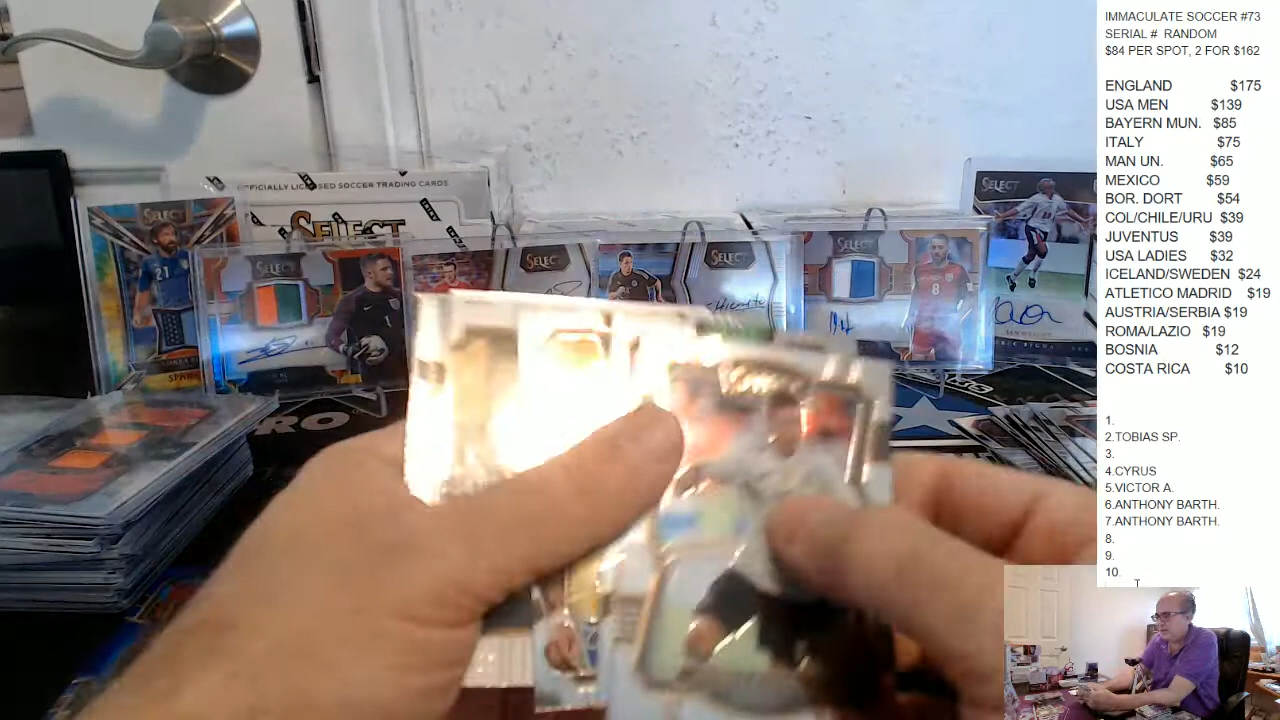 IMMACULATE SOCCER #73
SERIAL # RANDOM
$84 PER SPOT, 2 FOR $162
ENGLAND $175
USA MEN $139
BAYERN MUN. $85
ITALY $75
MAN UN. $65
MEXICO $59
BOR. DORT $54
COL/CHILE/URU $39
JUVENTUS $39
USA LADIES $32
ICELAND/SWEDEN $24
ATLETICO MADRID $19
AUSTRIA/SERBIA $19
ROMA/LAZIO $19
BOSNIA $12
COSTA RICA $10
1.
2.TOBIAS SP.
3.
4.CYRUS
5.VICTOR A.
6.ANTHONY BARTH.
7.ANTHONY BARTH.
8.
9.
10.
OFFICIALLY LICENSED SOCCER TRADING CARDS
SELECT
SELECT
21
SELECT
1
SELECT
SELECT
SELECT
8
SELECT